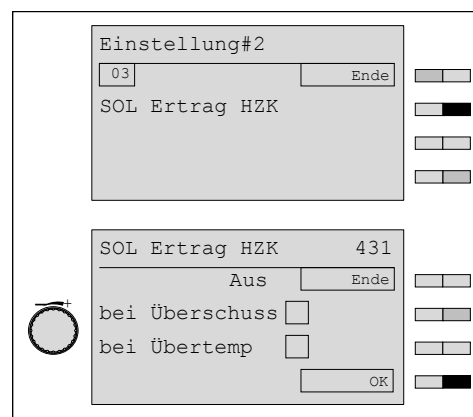 Einstellung#2
03 Ende
SOL Ertrag HZK
SOL Ertrag HZK 431
Aus Ende
bei Überschuss
bei Übertemp
OK
+